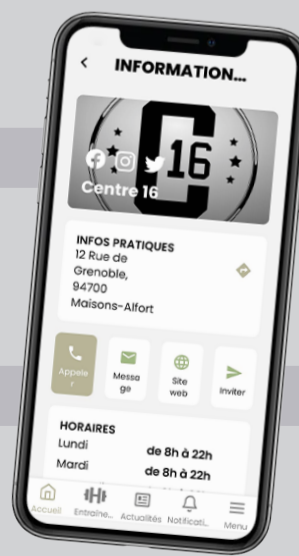 INFORMATION...
C
16
Centre 16
INFOS PRATIQUES
12 Rue de
Grenoble,
94700
Maisons-Alfort
Appele
r
Messa
ge
Site
web
Inviter
HORAIRES
Lundi de 8h à 22h
Mardi de 8h à 22h
Accueil
Entraîne...
Actualités
Notificati...
Menu